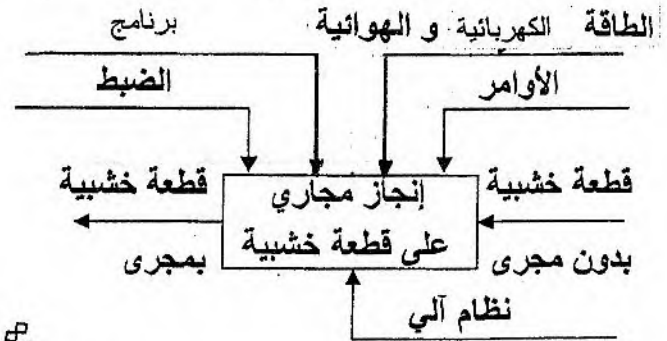 الطاقة الكهربائية و الهوائية
برنامج
الأوامر
الضبط
قطعة خشبية
بدون مجرى
إنجاز مجاري
على قطعة خشبية
قطعة خشبية
بمجرى
نظام آلي